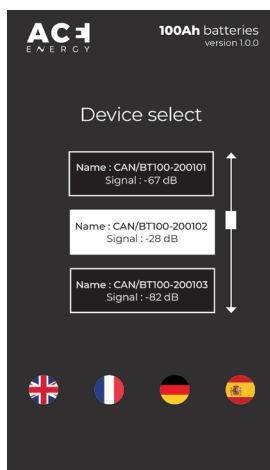 ACE
ENERGY
100Ah batteries
version 1.0.0
Device select
Name : CAN/BT100-200101
Signal : -67 dB
Name : CAN/BT100-200102
Signal : -28 dB
Name : CAN/BT100-200103
Signal : -82 dB